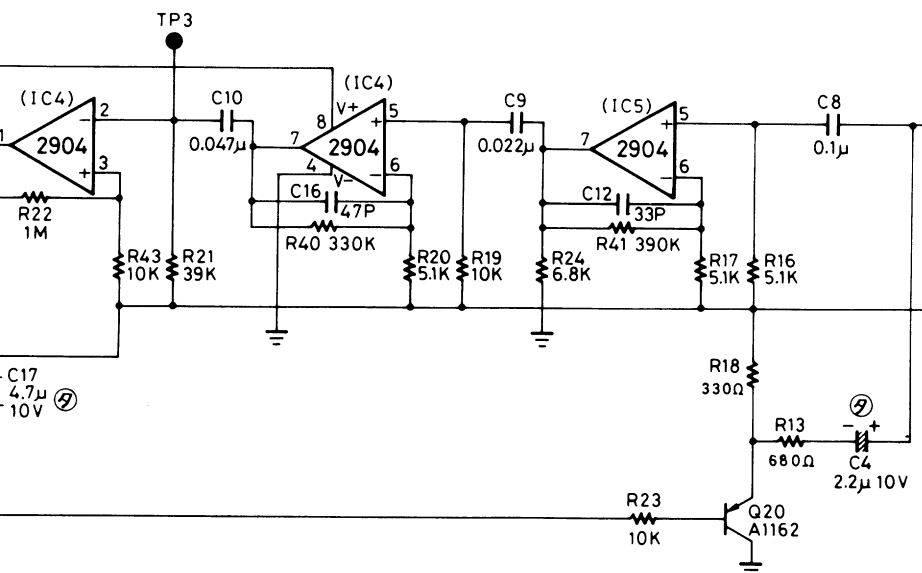 TP3
(IC4)
2
−
2904
+
3
1
R22
1M
C10
0.047μ
(IC4)
V+
8
5
+
7
2904
4
V-
−
6
C16
47P
R40 330K
C9
0.022μ
(IC5)
5
+
7
2904
−
6
C12
33P
R41 390K
C8
0.1μ
R43
10K
R21
39K
R20
5.1K
R19
10K
R24
6.8K
R17
5.1K
R16
5.1K
C17
4.7μ
10V
タ
R18
330Ω
タ
− +
R13
680Ω
C4
2.2μ 10V
R23
10K
Q20
A1162